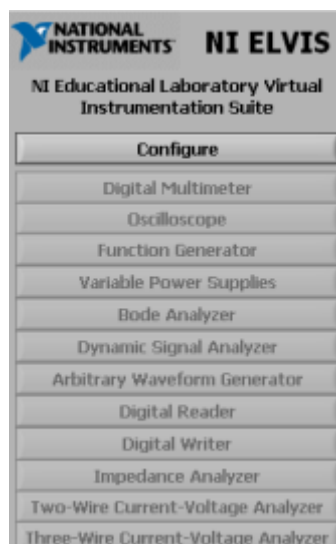 NATIONAL
INSTRUMENTS
NI ELVIS
NI Educational Laboratory Virtual
Instrumentation Suite
Configure
Digital Multimeter
Oscilloscope
Function Generator
Variable Power Supplies
Bode Analyzer
Dynamic Signal Analyzer
Arbitrary Waveform Generator
Digital Reader
Digital Writer
Impedance Analyzer
Two-Wire Current-Voltage Analyzer
Three-Wire Current-Voltage Analyzer